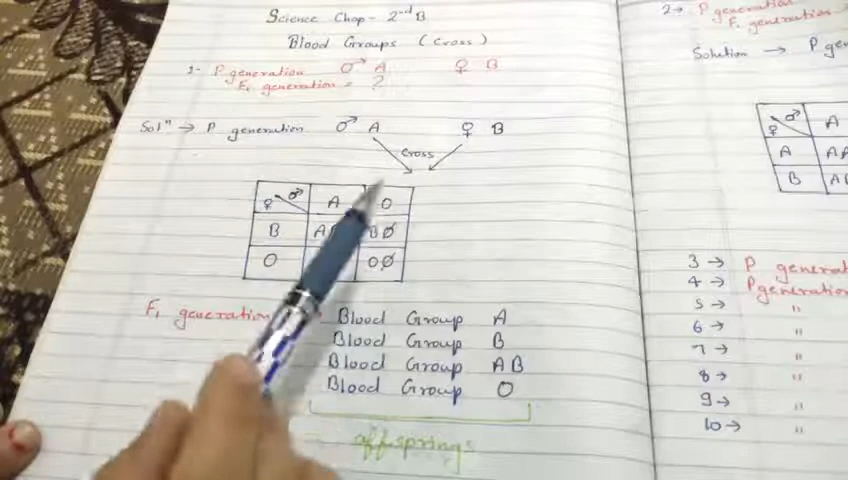 Science Chap - 2nd B
Blood Groups (Cross)
1- P generation ♂ A ♀ B
F1 generation = ?
Solⁿ → P generation ♂ A ♀ B
Cross
♀ ♂ A O
B A BO
O OO
F1 generation Blood Group A
Blood Group B
Blood Group AB
Blood Group O
offsprings
2→ P generation
F1 generation
Solution → P gene
♀ ♂ A
A A
B A
3 → P generat
4 → P generation
5 → "
6 → "
7 → "
8 → "
9 → "
10 → "